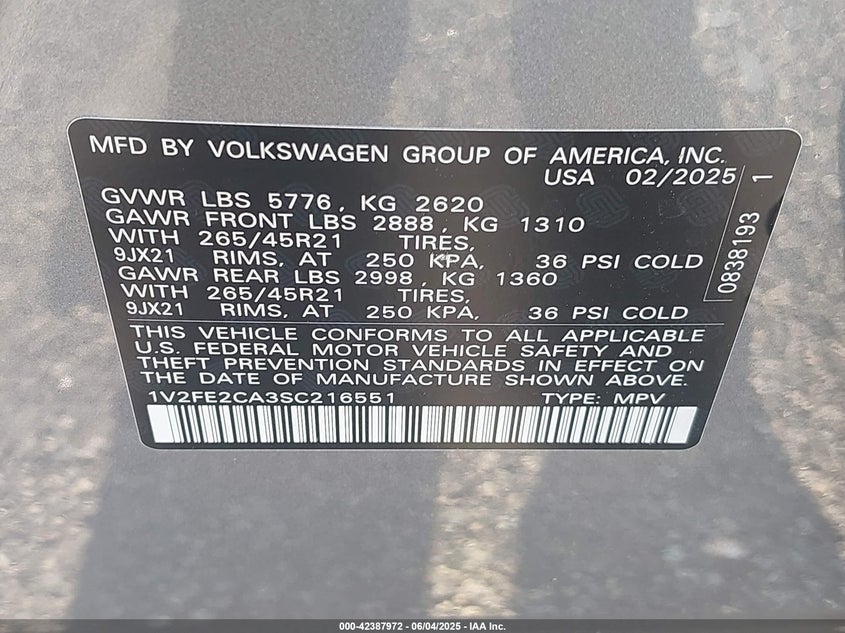 MFD BY VOLKSWAGEN GROUP OF AMERICA, INC.
USA 02/2025
GVWR LBS 5776, KG 2620
GAWR FRONT LBS 2888, KG 1310
WITH 265/45R21 TIRES,
9JX21 RIMS, AT 250 KPA, 36 PSI COLD
GAWR REAR LBS 2998, KG 1360
WITH 265/45R21 TIRES,
9JX21 RIMS, AT 250 KPA, 36 PSI COLD
0838193 1
THIS VEHICLE CONFORMS TO ALL APPLICABLE
U.S. FEDERAL MOTOR VEHICLE SAFETY AND
THEFT PREVENTION STANDARDS IN EFFECT ON
THE DATE OF MANUFACTURE SHOWN ABOVE.
1V2FE2CA3SC216551 TYPE: MPV
000-42387972 - 06/04/2025 - IAA Inc.